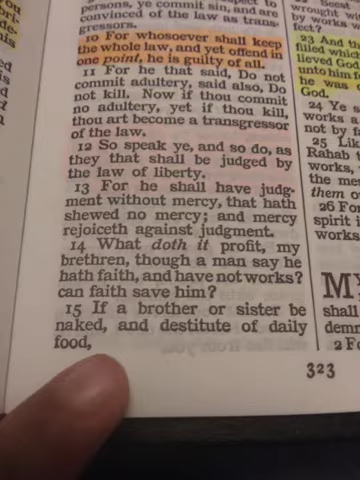 persons, ye commit sin, and are
convinced of the law as trans-
gressors.
10 For whosoever shall keep
the whole law, and yet offend in
one point, he is guilty of all.
11 For he that said, Do not
commit adultery, said also, Do
not kill. Now if thou commit
no adultery, yet if thou kill,
thou art become a transgressor
of the law.
12 So speak ye, and so do, as
they that shall be judged by
the law of liberty.
13 For he shall have judg-
ment without mercy, that hath
shewed no mercy; and mercy
rejoiceth against judgment.
14 What doth it profit, my
brethren, though a man say he
hath faith, and have not works?
can faith save him?
15 If a brother or sister be
naked, and destitute of daily
food,
wrought
by works
fect?
23 And
filled which
lieved God
unto him
he was
God.
24 Ye
works a
not by f
25 Lik
Rahab
works,
the me
them o
26 For
spirit i
works
M
shall
demn
2 Fo
323